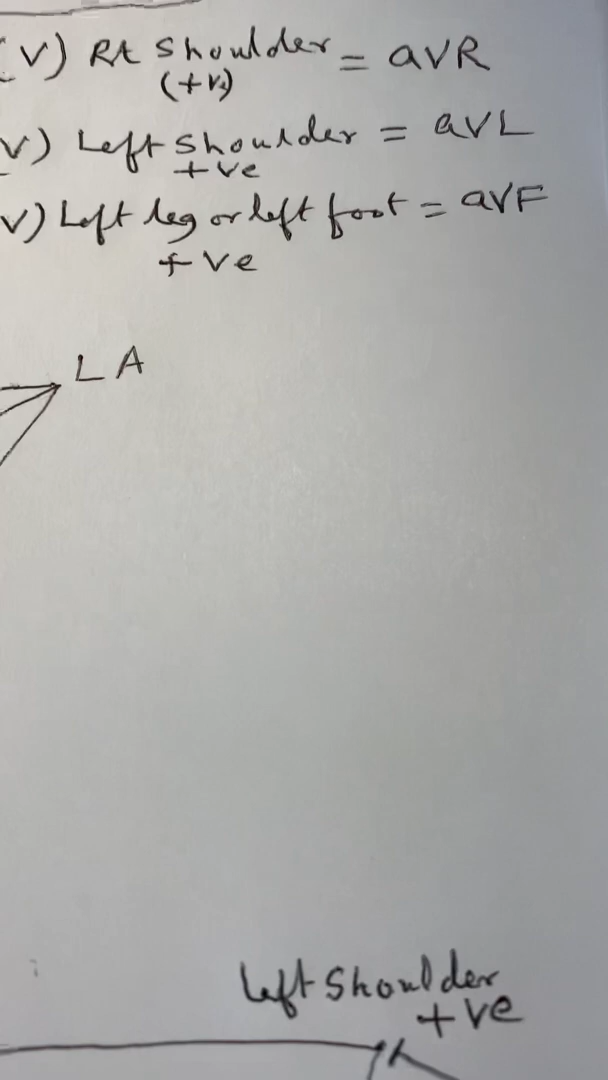 (V) Rt Shoulder = aVR
(+ve)
V) Left Shoulder = aVL
+ve
V) Left leg or left foot = aVF
+ve
LA
left Shoulder
+ve